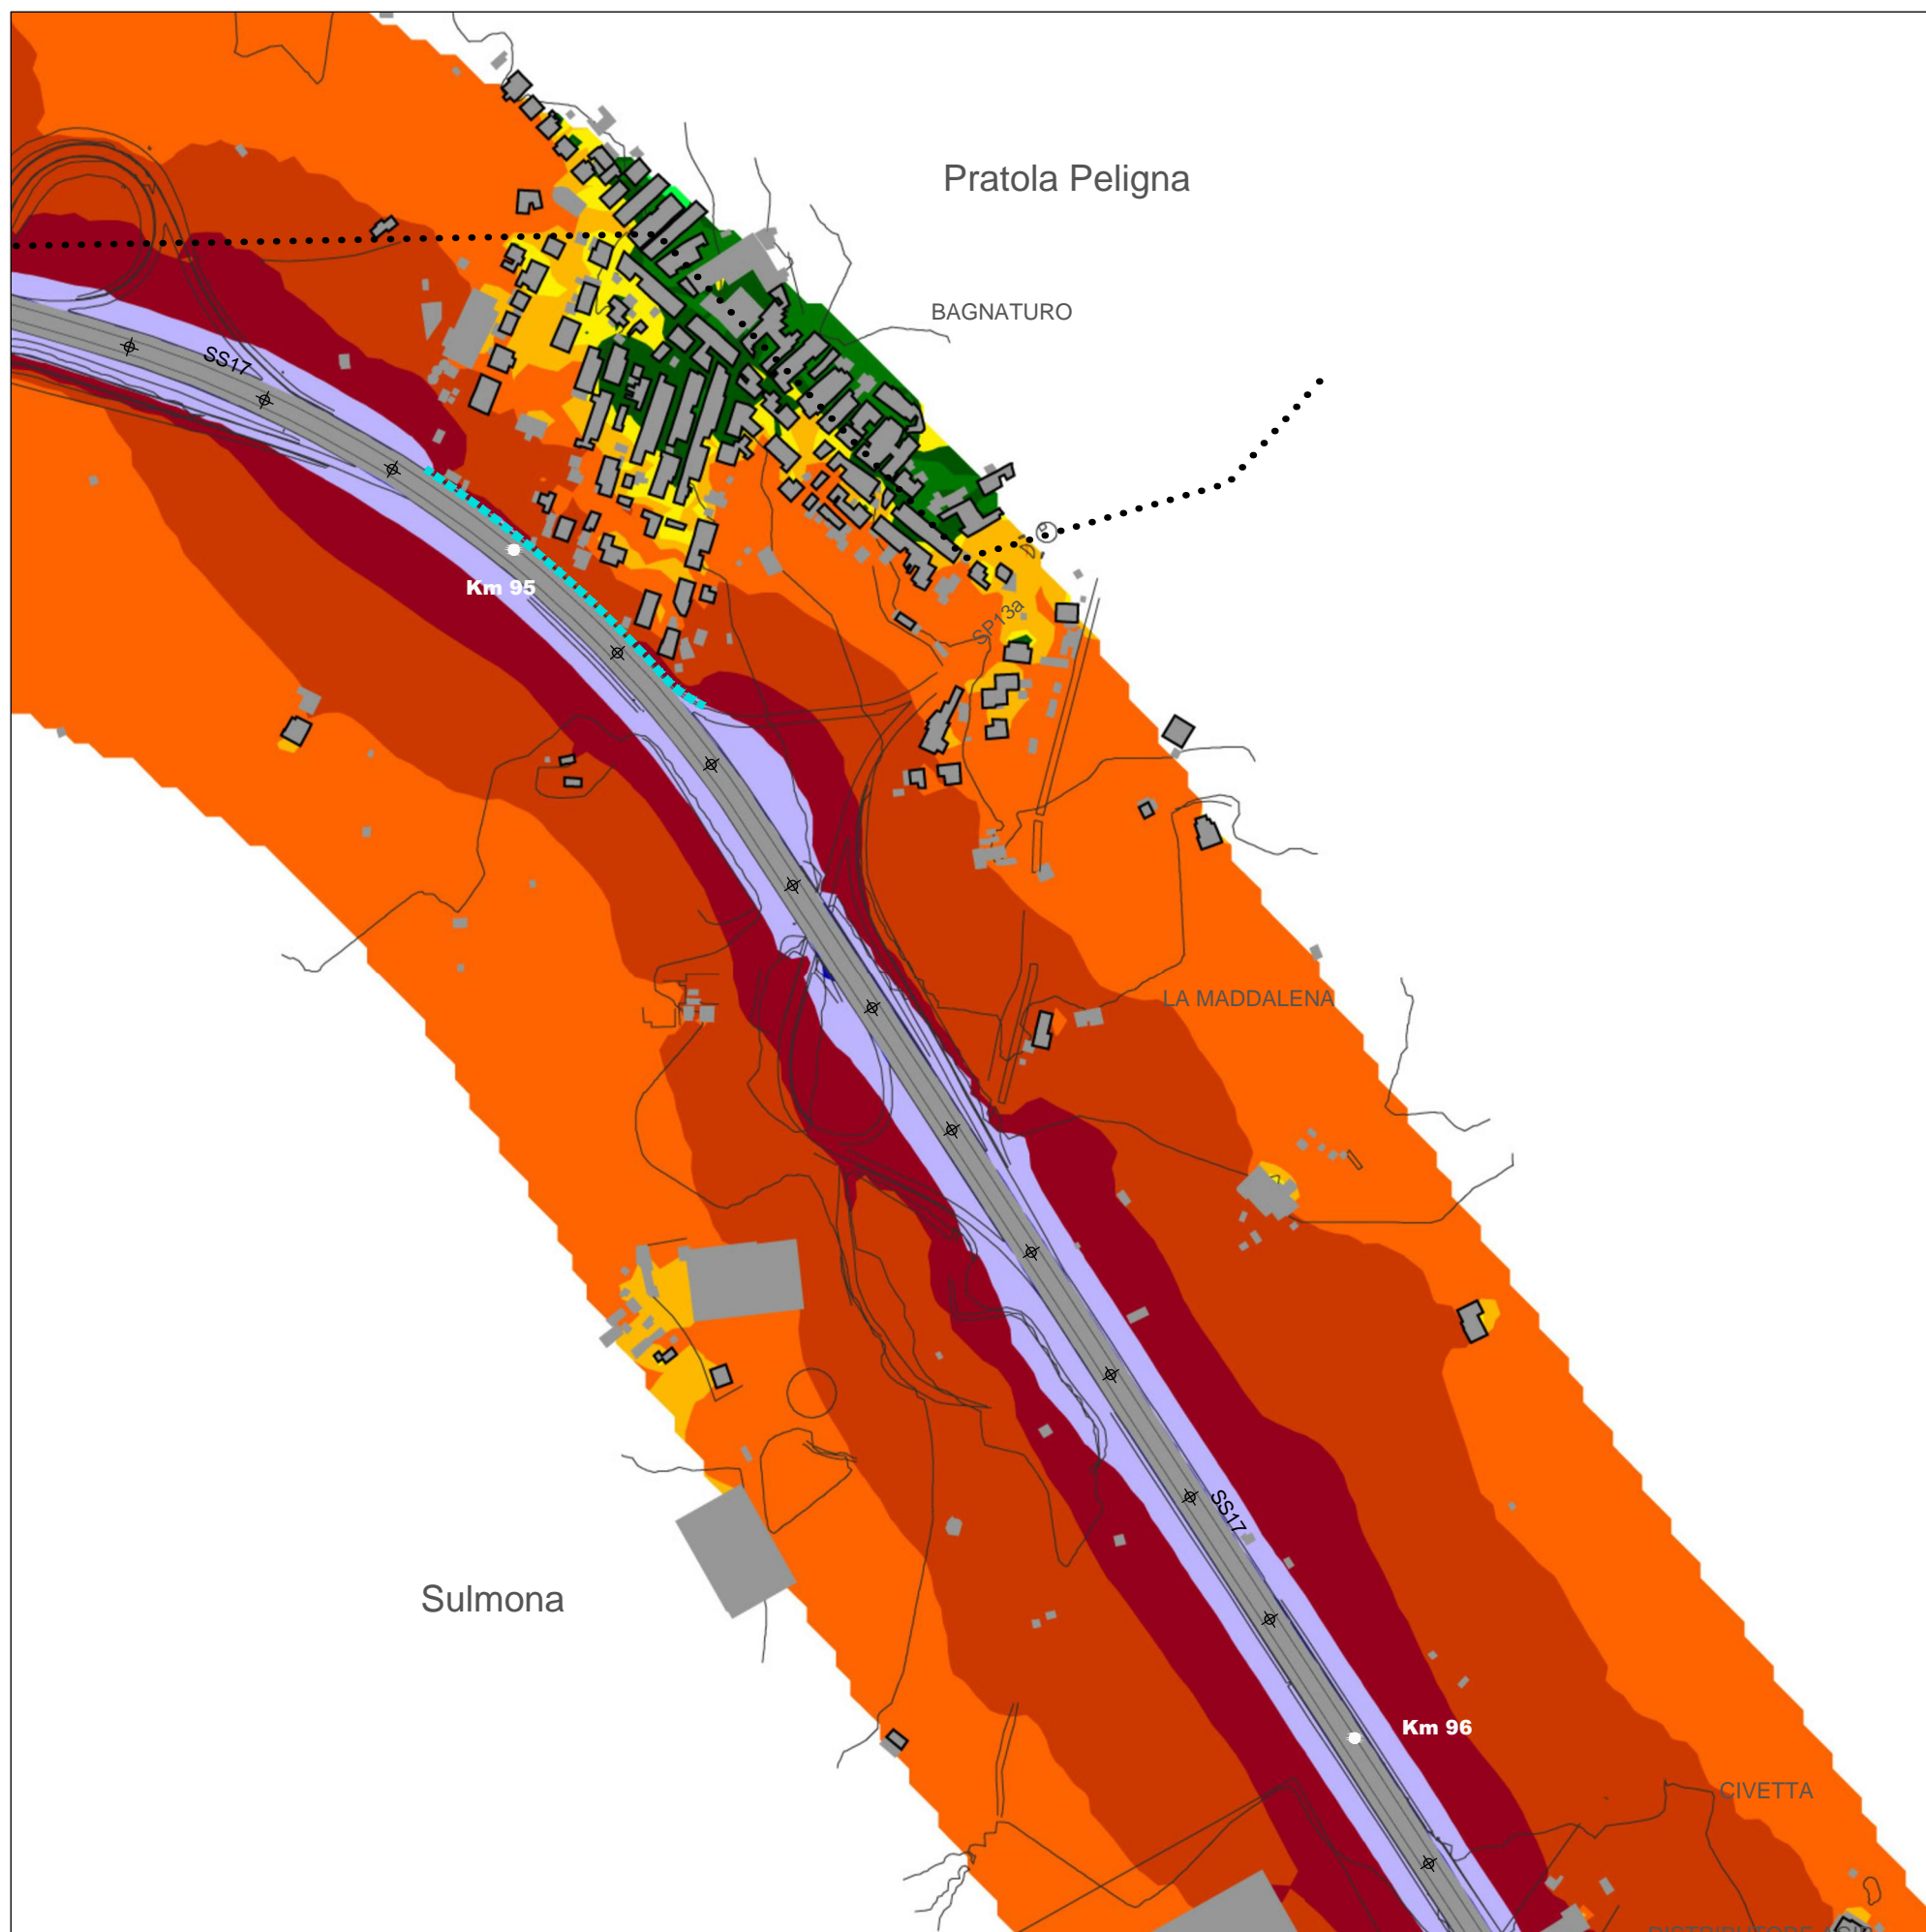 Pratola Peligna
BAGNATURO
SS17
Km 95
SP13a
LA MADDALENA
SS17
Sulmona
Km 96
CIVETTA